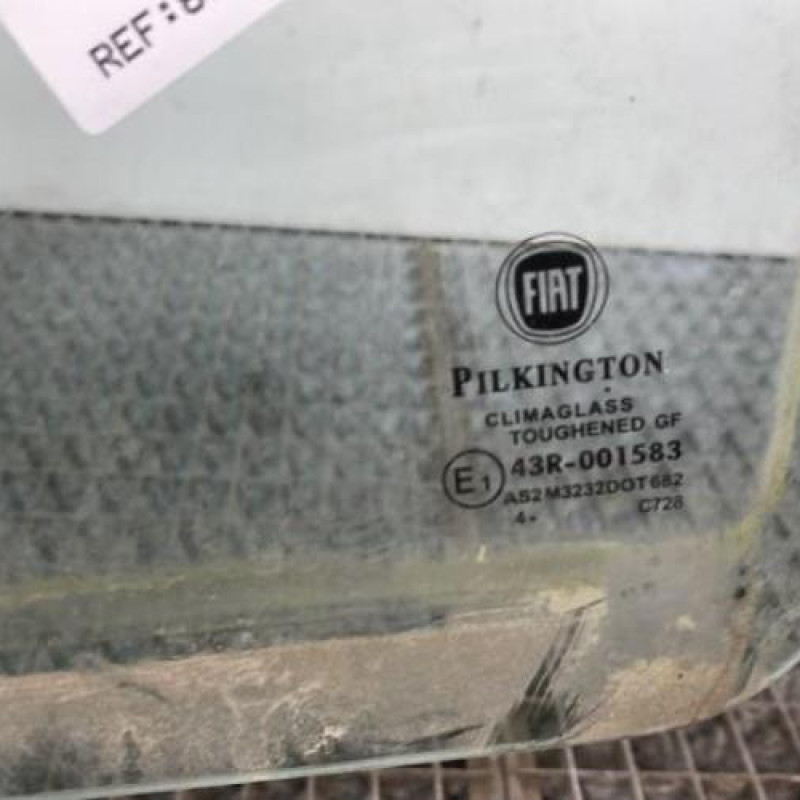 REF:
FIAT
PILKINGTON
CLIMAGLASS
TOUGHENED GF
E1 43R-001583
AS2 M3232DOT682
4• C728